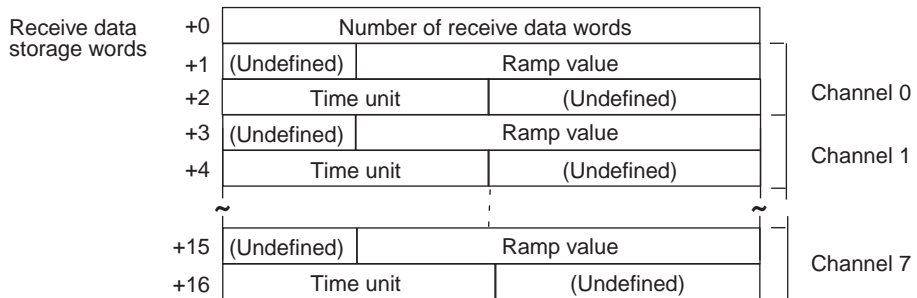 Receive data
storage words
+0 Number of receive data words
+1 (Undefined) Ramp value
+2 Time unit (Undefined)
Channel 0
+3 (Undefined) Ramp value
+4 Time unit (Undefined)
Channel 1
~ ~
+15 (Undefined) Ramp value
+16 Time unit (Undefined)
Channel 7